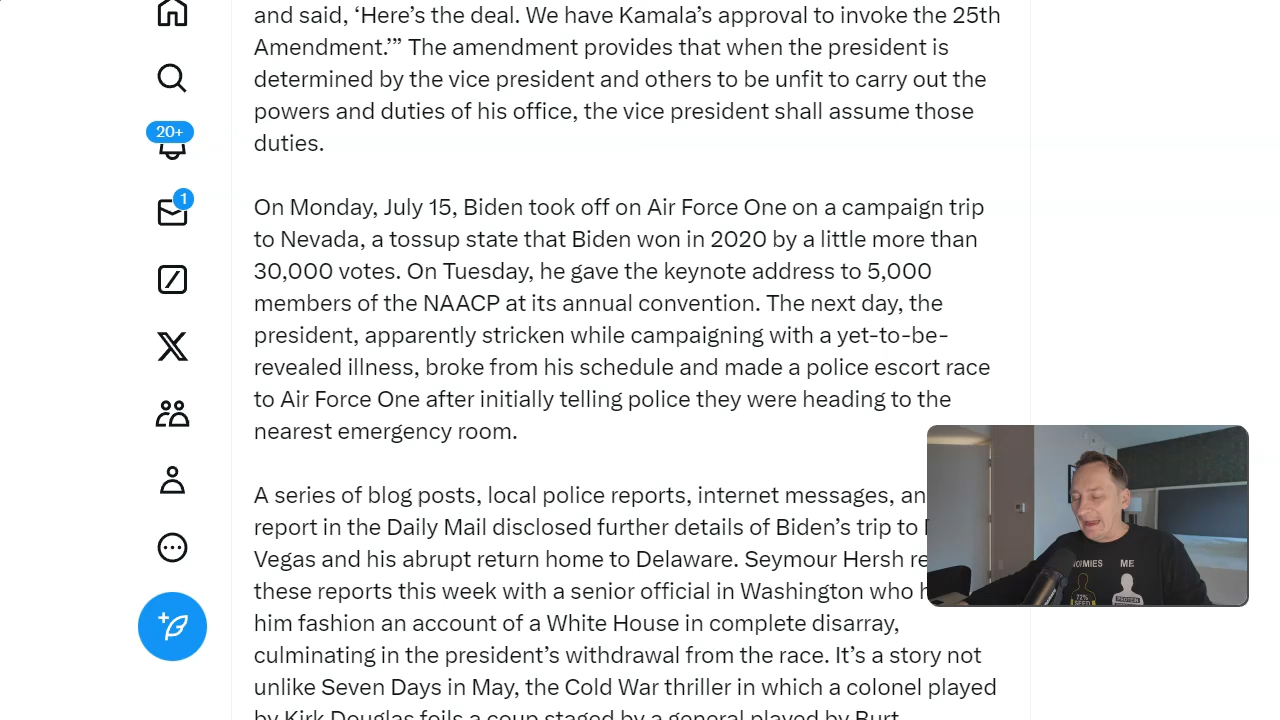 and said, ‘Here’s the deal. We have Kamala’s approval to invoke the 25th
Amendment.’” The amendment provides that when the president is
determined by the vice president and others to be unfit to carry out the
powers and duties of his office, the vice president shall assume those
duties.
20+
1
On Monday, July 15, Biden took off on Air Force One on a campaign trip
to Nevada, a tossup state that Biden won in 2020 by a little more than
30,000 votes. On Tuesday, he gave the keynote address to 5,000
members of the NAACP at its annual convention. The next day, the
president, apparently stricken while campaigning with a yet-to-be-
revealed illness, broke from his schedule and made a police escort race
to Air Force One after initially telling police they were heading to the
nearest emergency room.
A series of blog posts, local police reports, internet messages, an
report in the Daily Mail disclosed further details of Biden’s trip to
Vegas and his abrupt return home to Delaware. Seymour Hersh re
these reports this week with a senior official in Washington who h
him fashion an account of a White House in complete disarray,
culminating in the president’s withdrawal from the race. It’s a story not
unlike Seven Days in May, the Cold War thriller in which a colonel played
by Kirk Douglas foils a coup staged by a general played by Burt
ME